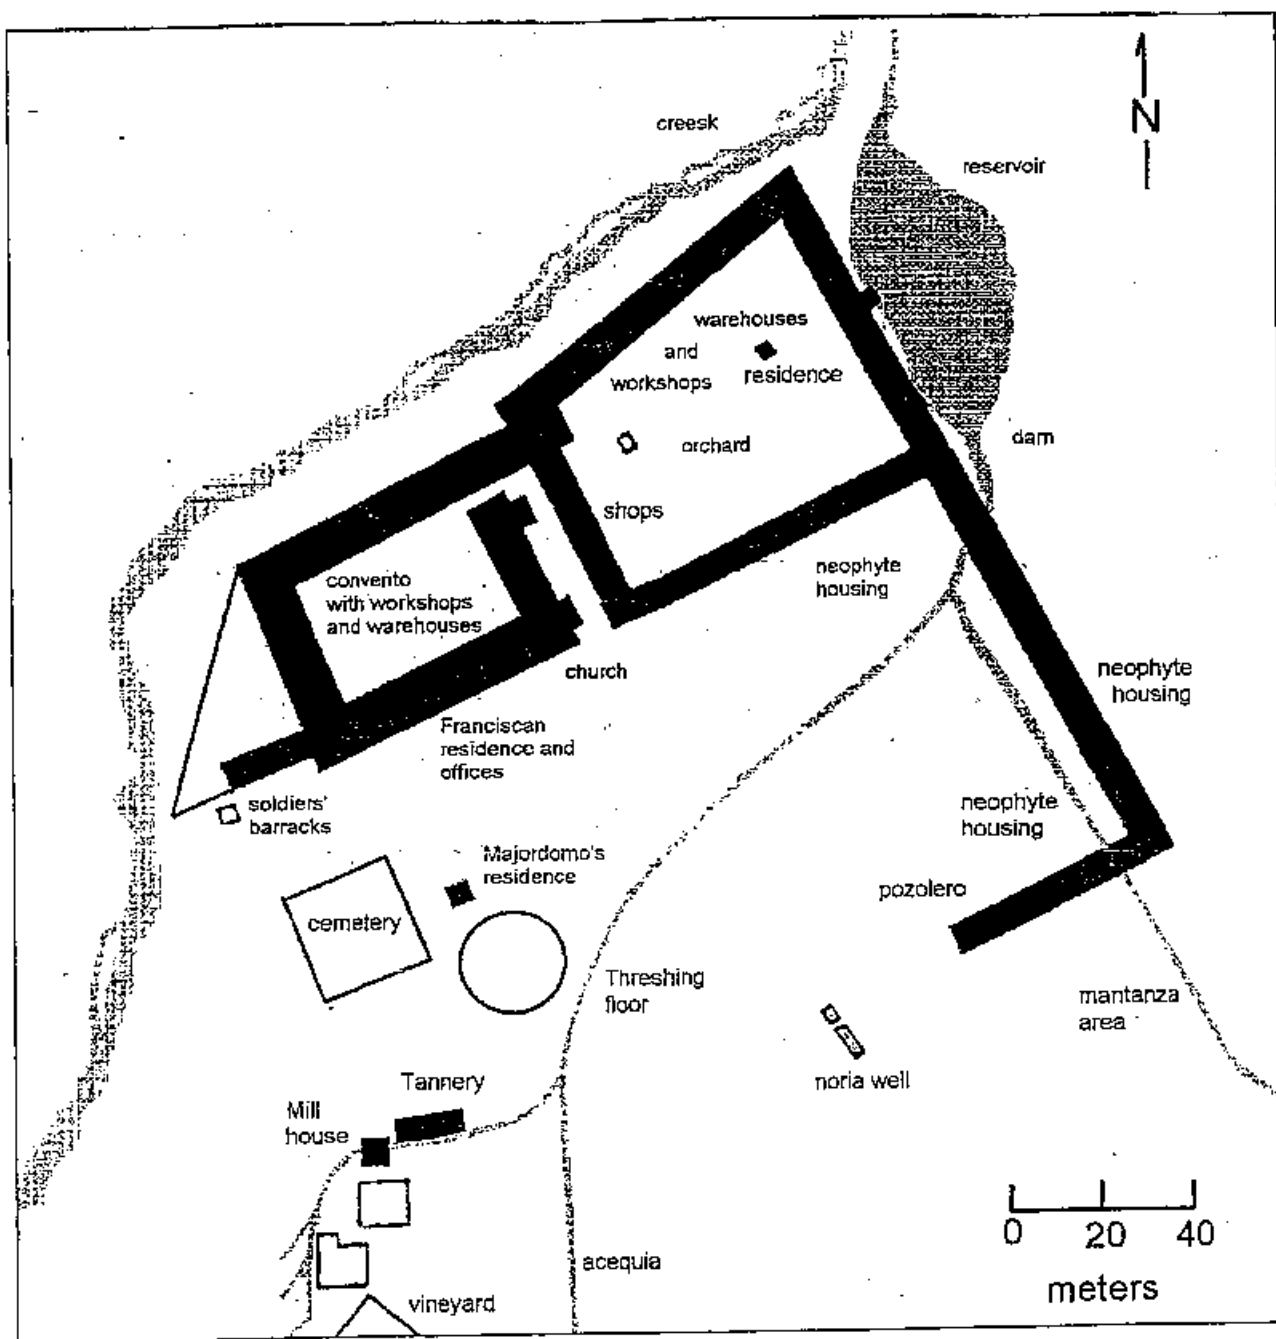 creesk
N
reservoir
warehouses
and
workshops
residence
orchard
dam
shops
neophyte
housing
convento
with workshops
and warehouses
church
neophyte
housing
Franciscan
residence and
offices
soldiers'
barracks
neophyte
housing
Majordomo's
residence
pozolero
cemetery
Threshing
floor
mantanza
area
Tannery
noria well
Mill
house
0 20 40
meters
acequia
vineyard